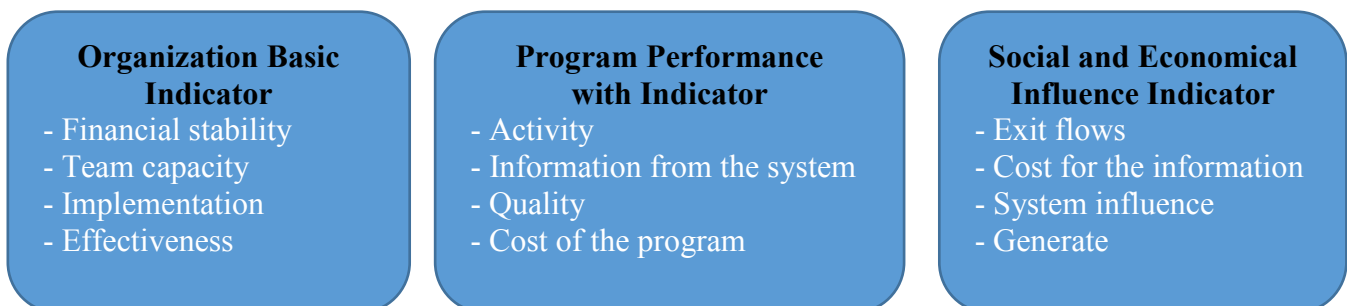 Organization Basic
Indicator
- Financial stability
- Team capacity
- Implementation
- Effectiveness
Program Performance
with Indicator
- Activity
- Information from the system
- Quality
- Cost of the program
Social and Economical
Influence Indicator
- Exit flows
- Cost for the information
- System influence
- Generate